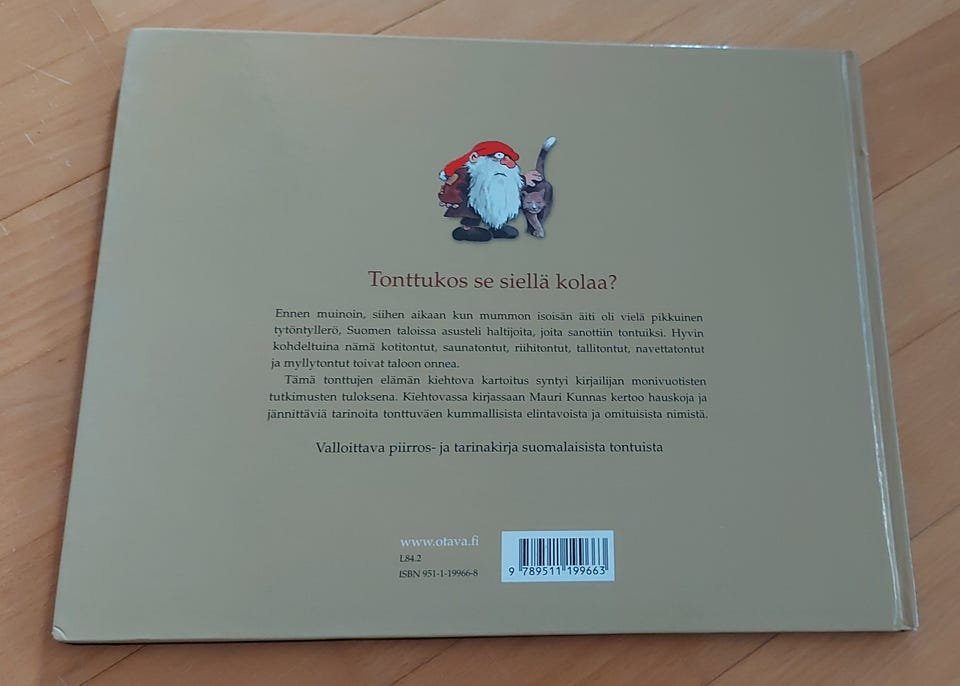 Tonttukos se siellä kolaa?
Ennen muinoin, siihen aikaan kun mummon isoisän äiti oli vielä pikkuinen
tytöntyllerö, Suomen taloissa asusteli haltijoita, joita sanottiin tontuiksi. Hyvin
kohdeltuina nämä kotitontut, saunatontut, riihitontut, tallitontut, navettatontut
ja myllytontut toivat taloon onnea.
Tämä tonttujen elämän kiehtova kartoitus syntyi kirjailijan monivuotisten
tutkimusten tuloksena. Kiehtovassa kirjassaan Mauri Kunnas kertoo hauskoja ja
jännittäviä tarinoita tonttuväen kummallisista elintavoista ja omituisista nimistä.
Valloittava piirros- ja tarinakirja suomalaisista tontuista
www.otava.fi
L84.2
ISBN 951-1-19966-8
9 789511 199663